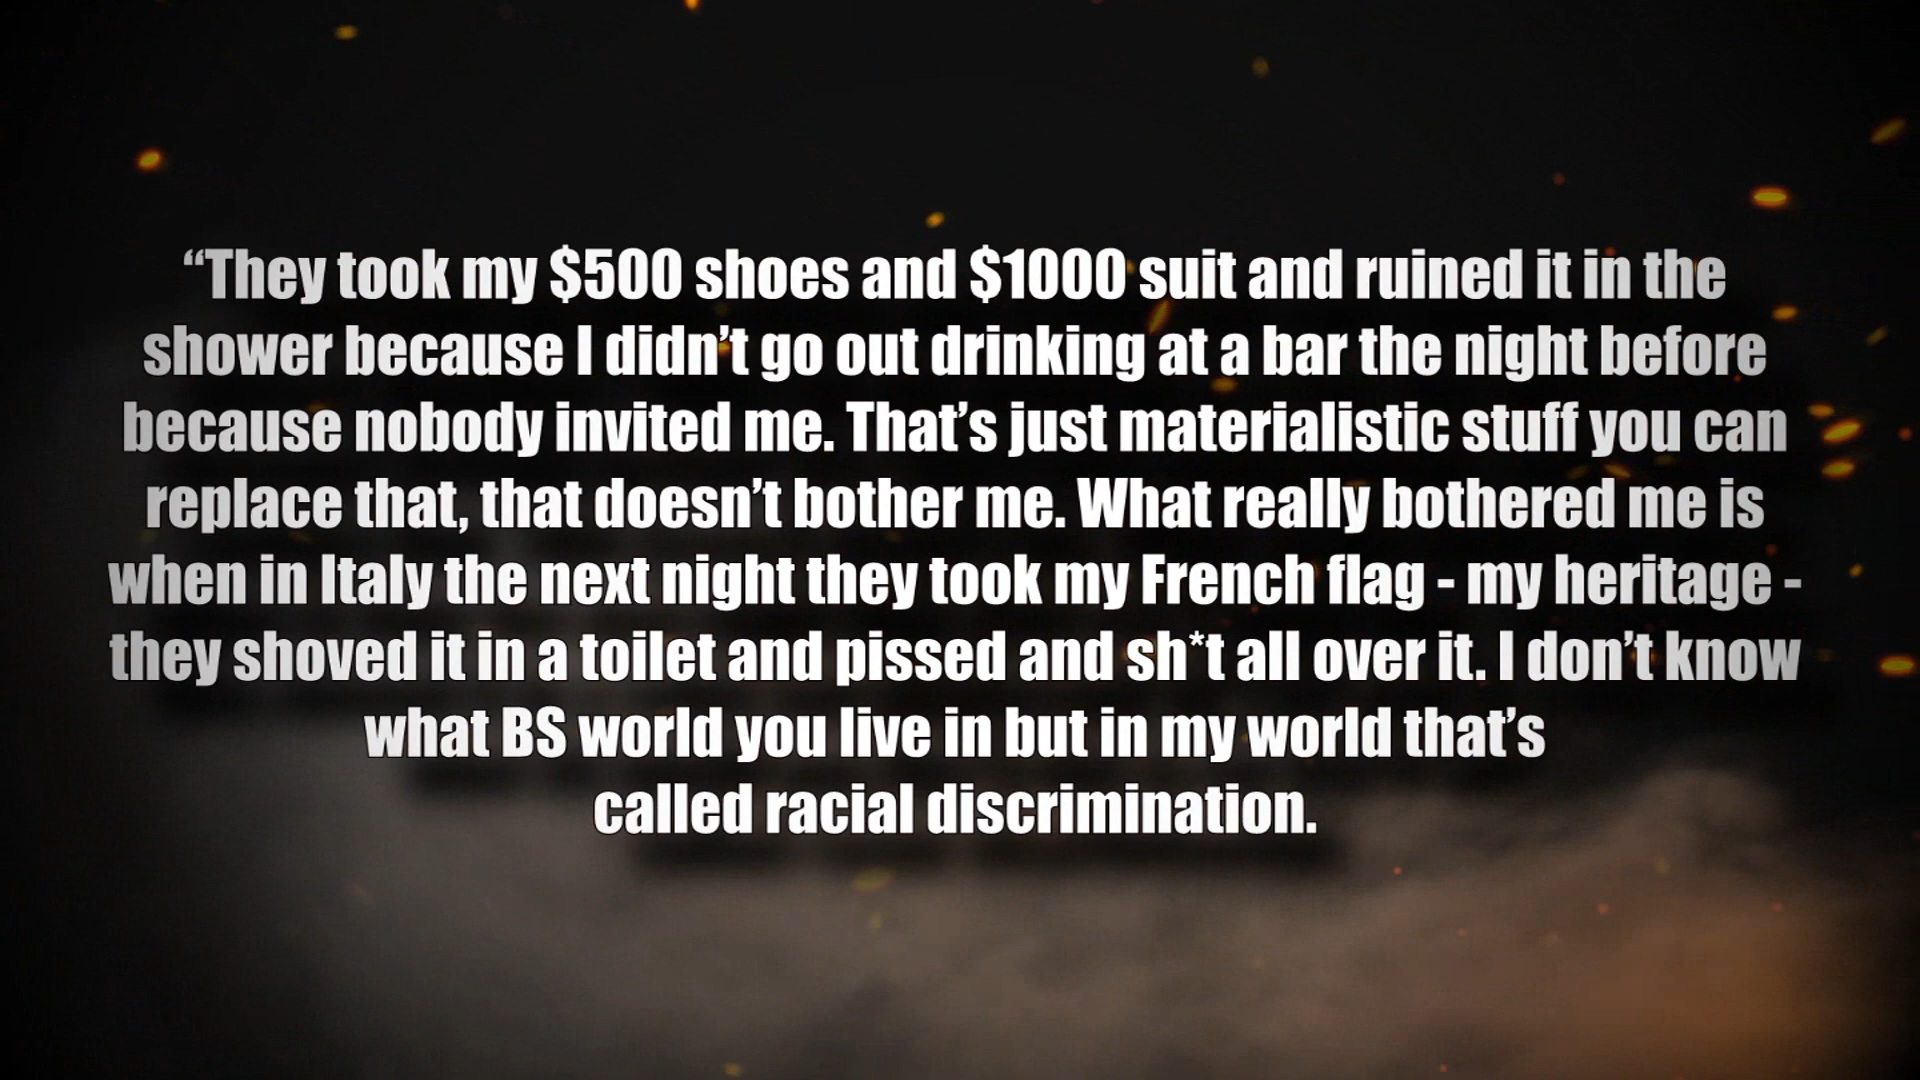 “They took my $500 shoes and $1000 suit and ruined it in the
shower because I didn’t go out drinking at a bar the night before
because nobody invited me. That’s just materialistic stuff you can
replace that, that doesn’t bother me. What really bothered me is
when in Italy the next night they took my French flag - my heritage -
they shoved it in a toilet and pissed and sh*t all over it. I don’t know
what BS world you live in but in my world that’s
called racial discrimination.